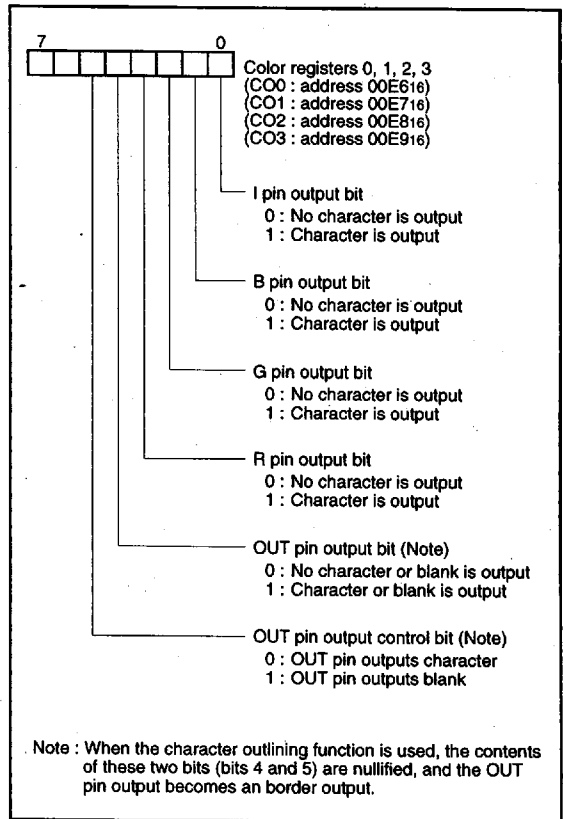 7 0
Color registers 0, 1, 2, 3
(CO0 : address 00E616)
(CO1 : address 00E716)
(CO2 : address 00E816)
(CO3 : address 00E916)
I pin output bit
0 : No character is output
1 : Character is output
B pin output bit
0 : No character is output
1 : Character is output
G pin output bit
0 : No character is output
1 : Character is output
R pin output bit
0 : No character is output
1 : Character is output
OUT pin output bit (Note)
0 : No character or blank is output
1 : Character or blank is output
OUT pin output control bit (Note)
0 : OUT pin outputs character
1 : OUT pin outputs blank
Note : When the character outlining function is used, the contents
of these two bits (bits 4 and 5) are nullified, and the OUT
pin output becomes an border output.